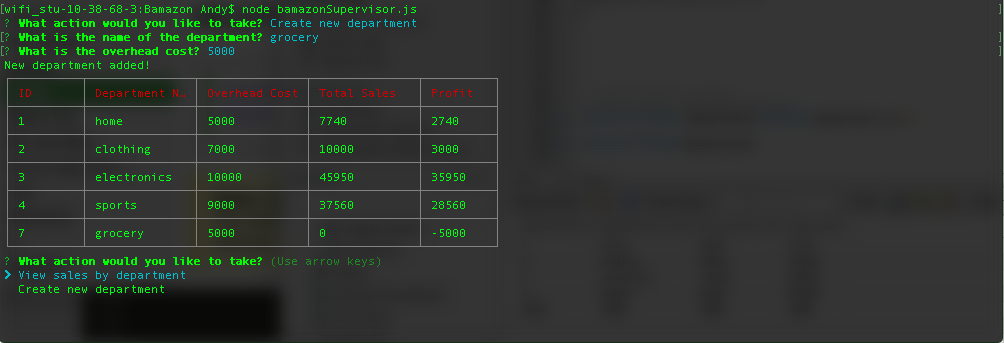 [wifi_stu-10-38-68-3:Bamazon Andy$ node bamazonSupervisor.js ]
? What action would you like to take? Create new department
[? What is the name of the department? grocery ]
[? What is the overhead cost? 5000 ]
New department added!
ID Department N… Overhead Cost Total Sales Profit
1 home 5000 7740 2740
2 clothing 7000 10000 3000
3 electronics 10000 45950 35950
4 sports 9000 37560 28560
7 grocery 5000 0 -5000
? What action would you like to take? (Use arrow keys)
❯ View sales by department
Create new department